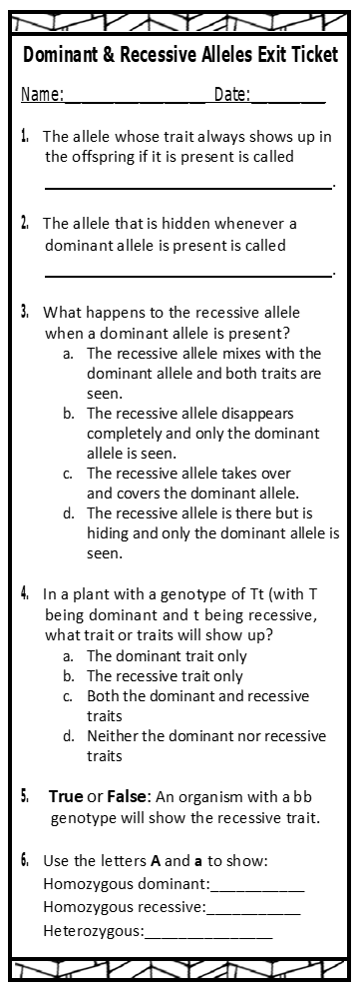 Dominant & Recessive Alleles Exit Ticket
Name:_________________ Date:_________
1. The allele whose trait always shows up in
the offspring if it is present is called
___________________________________.
2. The allele that is hidden whenever a
dominant allele is present is called
___________________________________.
3. What happens to the recessive allele
when a dominant allele is present?
a. The recessive allele mixes with the
dominant allele and both traits are
seen.
b. The recessive allele disappears
completely and only the dominant
allele is seen.
c. The recessive allele takes over
and covers the dominant allele.
d. The recessive allele is there but is
hiding and only the dominant allele is
seen.
4. In a plant with a genotype of Tt (with T
being dominant and t being recessive,
what trait or traits will show up?
a. The dominant trait only
b. The recessive trait only
c. Both the dominant and recessive
traits
d. Neither the dominant nor recessive
traits
5. True or False: An organism with a bb
genotype will show the recessive trait.
6. Use the letters A and a to show:
Homozygous dominant:___________
Homozygous recessive:___________
Heterozygous:_______________